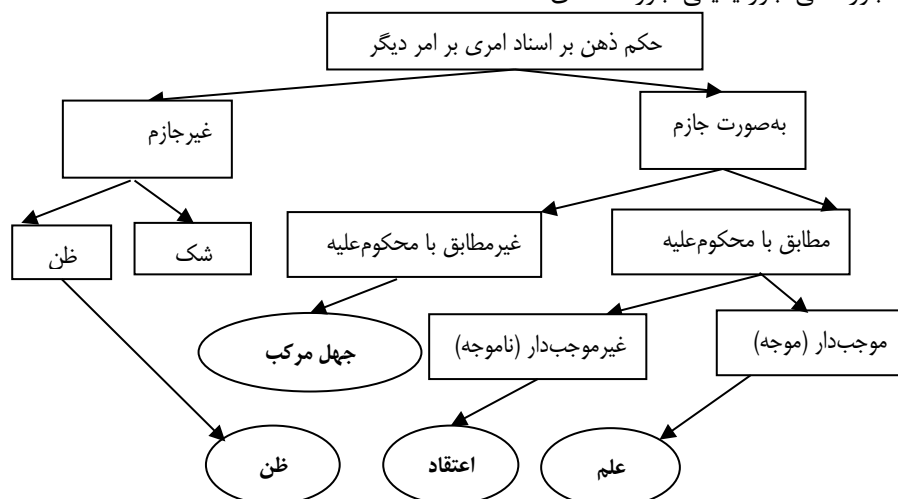 حکم ذهن بر اسناد امری بر امر دیگر
به‌صورت جازم
غیرجازم
مطابق با محکوم‌علیه
غیرمطابق با محکوم‌علیه
شک
ظن
موجب‌دار (موجه)
غیرموجب‌دار (ناموجه)
جهل مرکب
علم
اعتقاد
ظن